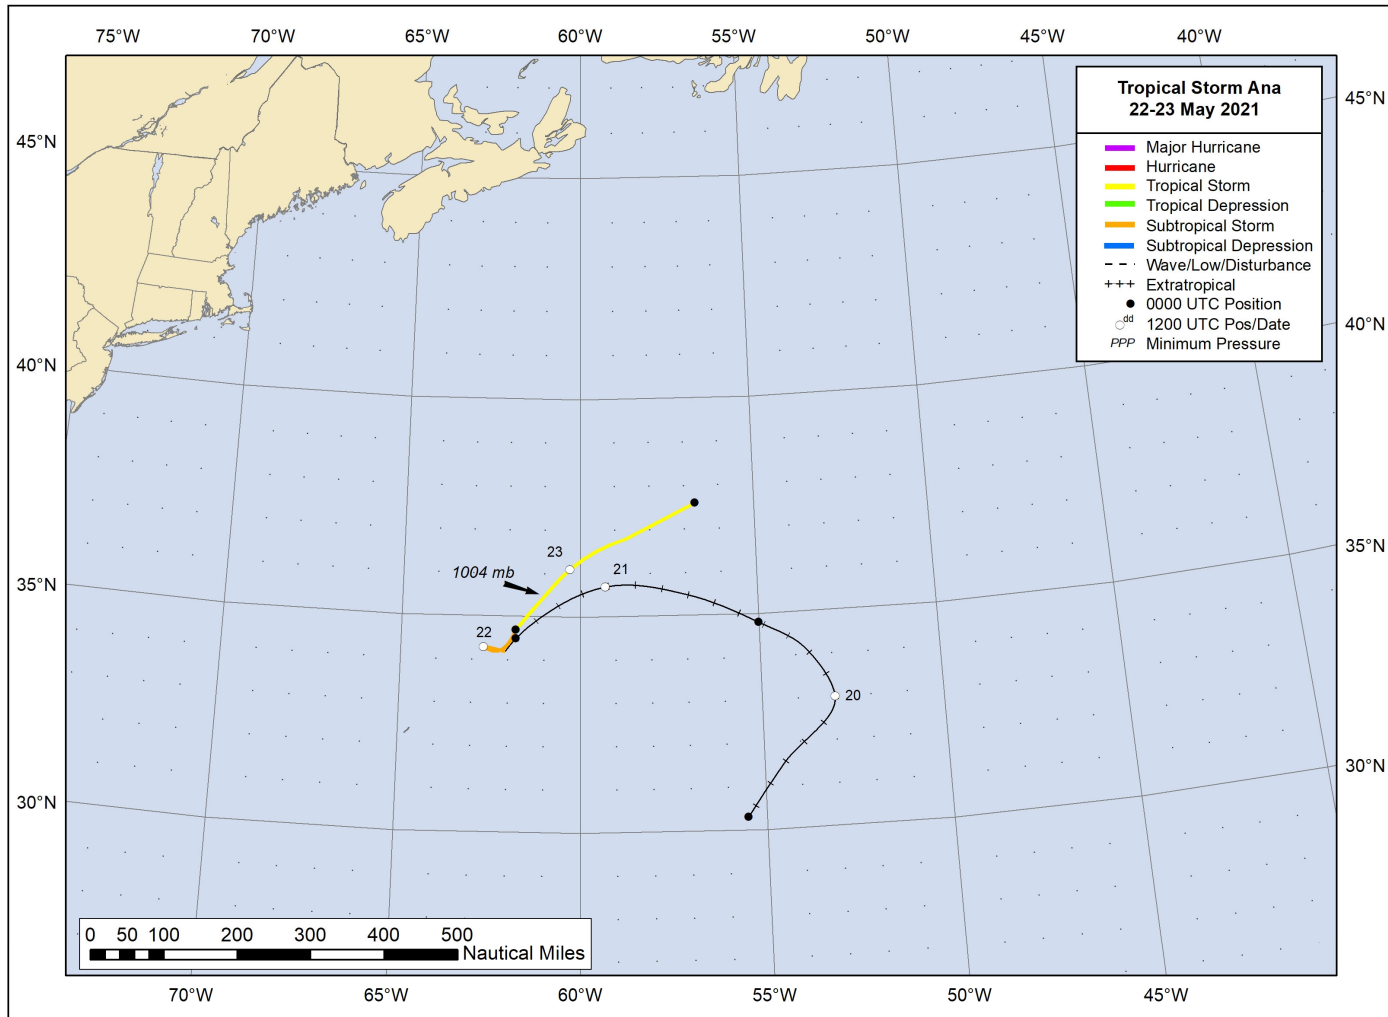 75°W 70°W 65°W 60°W 55°W 50°W 45°W 40°W
Tropical Storm Ana
22-23 May 2021
Major Hurricane
Hurricane
Tropical Storm
Tropical Depression
Subtropical Storm
Subtropical Depression
Wave/Low/Disturbance
Extratropical
0000 UTC Position
dd 1200 UTC Pos/Date
PPP Minimum Pressure
45°N 45°N
40°N 40°N
35°N 35°N
30°N 30°N
23
21
1004 mb
22
20
0 50 100 200 300 400 500
Nautical Miles
70°W 65°W 60°W 55°W 50°W 45°W